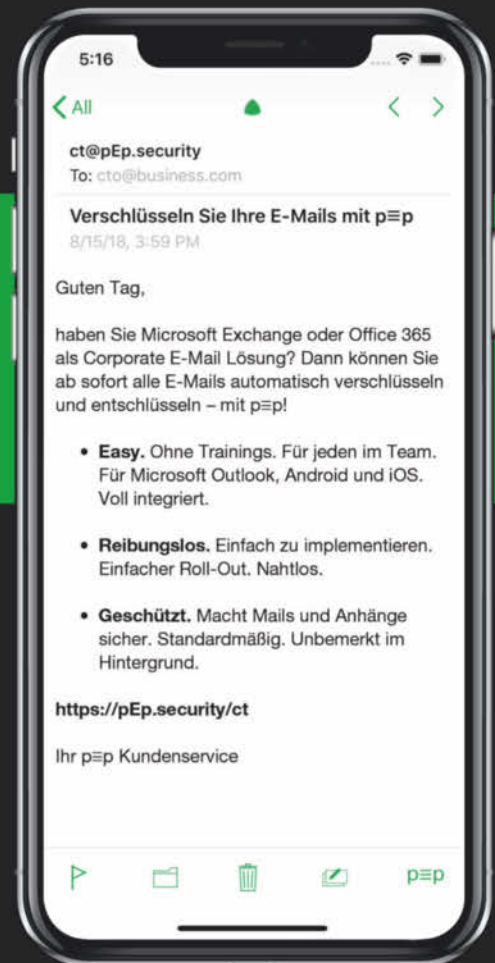 5:16
All
ct@pEp.security
To: cto@business.com
Verschlüsseln Sie Ihre E-Mails mit p≡p
8/15/18, 3:59 PM
Guten Tag,
haben Sie Microsoft Exchange oder Office 365
als Corporate E-Mail Lösung? Dann können Sie
ab sofort alle E-Mails automatisch verschlüsseln
und entschlüsseln – mit p≡p!
• Easy. Ohne Trainings. Für jeden im Team.
Für Microsoft Outlook, Android und iOS.
Voll integriert.
• Reibungslos. Einfach zu implementieren.
Einfacher Roll-Out. Nahtlos.
• Geschützt. Macht Mails und Anhänge
sicher. Standardmäßig. Unbemerkt im
Hintergrund.
https://pEp.security/ct
Ihr p≡p Kundenservice
p≡p